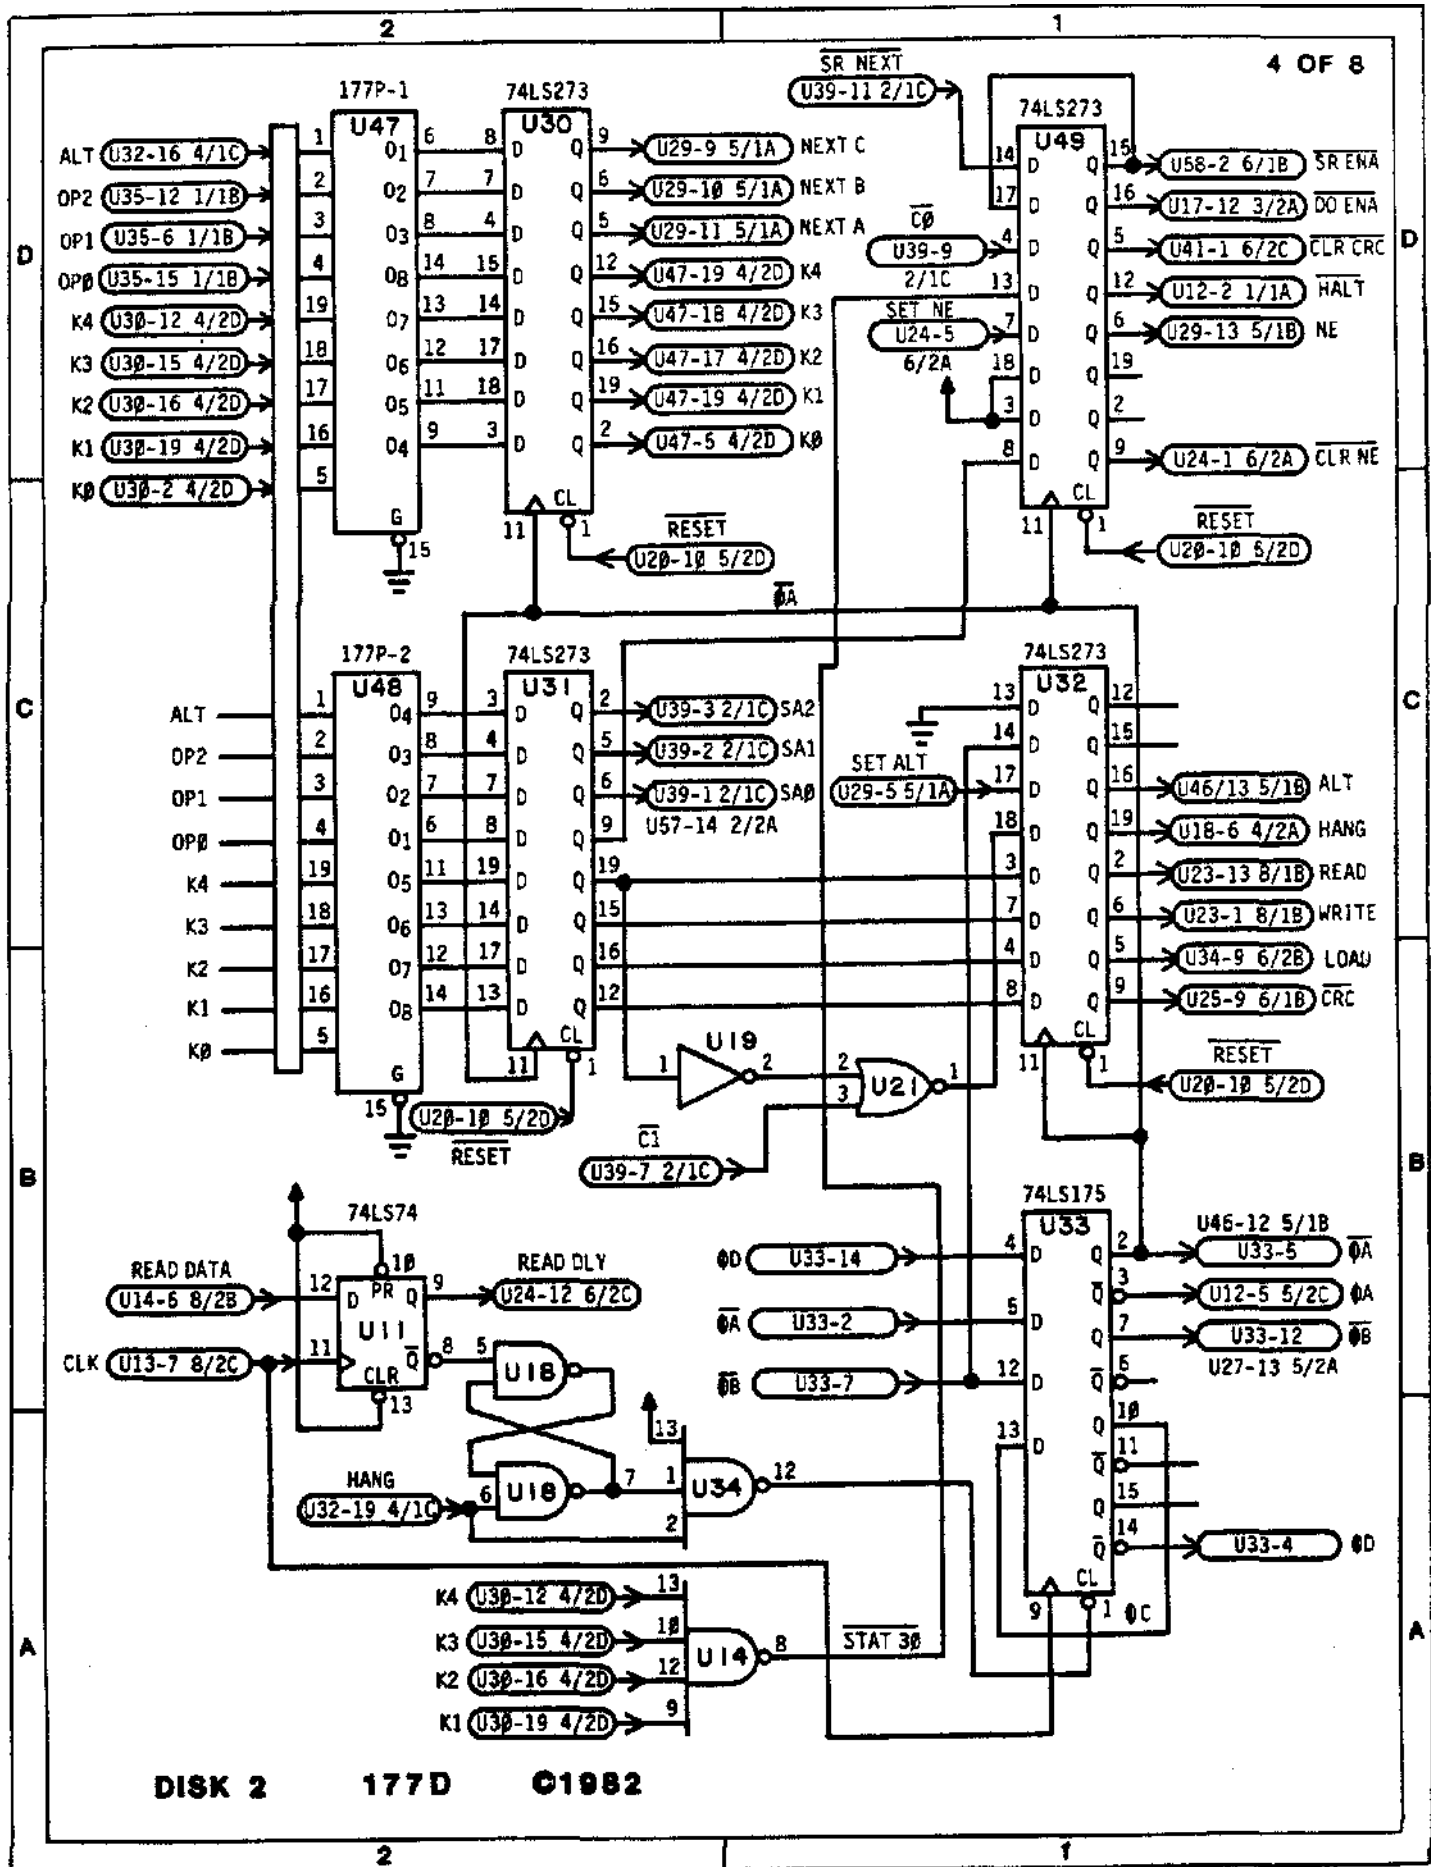 2 1
4 OF 8
177P-1
U47
ALT U32-16 4/1C 1 O1 6
OP2 U35-12 1/1B 2 O2 7
OP1 U35-6 1/1B 3 O3 8
OPØ U35-15 1/1B 4 O8 14
K4 U30-12 4/2D 19 O7 13
K3 U30-15 4/2D 18 O6 12
K2 U30-16 4/2D 17 O5 11
K1 U30-19 4/2D 16 O4 9
KØ U30-2 4/2D 5
G
15
74LS273
U30
8 D Q 9 U29-9 5/1A NEXT C
7 D Q 6 U29-10 5/1A NEXT B
4 D Q 5 U29-11 5/1A NEXT A
15 D Q 12 U47-19 4/2D K4
14 D Q 15 U47-18 4/2D K3
17 D Q 16 U47-17 4/2D K2
18 D Q 19 U47-19 4/2D K1
3 D Q 2 U47-5 4/2D KØ
CL
11 1
RESET
U20-10 5/2D
SR NEXT
U39-11 2/1C
74LS273
U49
14 D Q 15 U58-2 6/1B SR ENA
17 D Q 16 U17-12 3/2A DO ENA
CØ
U39-9
2/1C
4 D Q 5 U41-1 6/2C CLR CRC
13 D Q 12 U12-2 1/1A HALT
SET NE
U24-5
6/2A
7 D Q 6 U29-13 5/1B NE
18 D Q 19
3 D Q 2
8 D Q 9 U24-1 6/2A CLR NE
CL
11 1
RESET
U20-10 5/2D
ØA
177P-2
U48
ALT 1 O4 9
OP2 2 O3 8
OP1 3 O2 7
OPØ 4 O1 6
K4 19 O5 11
K3 18 O6 13
K2 17 O7 12
K1 16 O8 14
KØ 5
G
15
74LS273
U31
3 D Q 2 U39-3 2/1C SA2
4 D Q 5 U39-2 2/1C SA1
7 D Q 6 U39-1 2/1C SAØ
U57-14 2/2A
8 D Q 9
19 D Q 19
14 D Q 15
17 D Q 16
13 D Q 12
CL
11 1
U20-10 5/2D
RESET
74LS273
U32
13 D Q 12
14 D Q 15
SET ALT
U29-5 5/1A
17 D Q 16 U46/13 5/1B ALT
18 D Q 19 U18-6 4/2A HANG
3 D Q 2 U23-13 8/1B READ
7 D Q 6 U23-1 8/1B WRITE
4 D Q 5 U34-9 6/2B LOAD
8 D Q 9 U25-9 6/1B CRC
CL
11 1
RESET
U20-10 5/2D
U19
1 2
2 3 U21 1
C1
U39-7 2/1C
74LS74
10
READ DATA
U14-6 8/2B 12 D PR Q 9
READ DLY
U24-12 6/2C
U11
CLK U13-7 8/2C 11 CLR Q 8
13
5 U18
HANG
U32-19 4/1C 6 U18 7
13 1 2 U34 12
74LS175
U33
ØD U33-14 4 D Q 2
U46-12 5/1B
U33-5 ØA
Q 3 U12-5 5/2C ØA
ØA U33-2 5 D Q 7 U33-12 ØB
U27-13 5/2A
Q 6
ØB U33-7 12 D
Q 10
13 D
Q 11
Q 15
Q 14 U33-4 ØD
CL
9 1 ØC
K4 U30-12 4/2D 13
K3 U30-15 4/2D 10
K2 U30-16 4/2D 12
K1 U30-19 4/2D 9
U14 8 STAT 30
D C B A
D C B A
DISK 2 177D ©1982
2 1